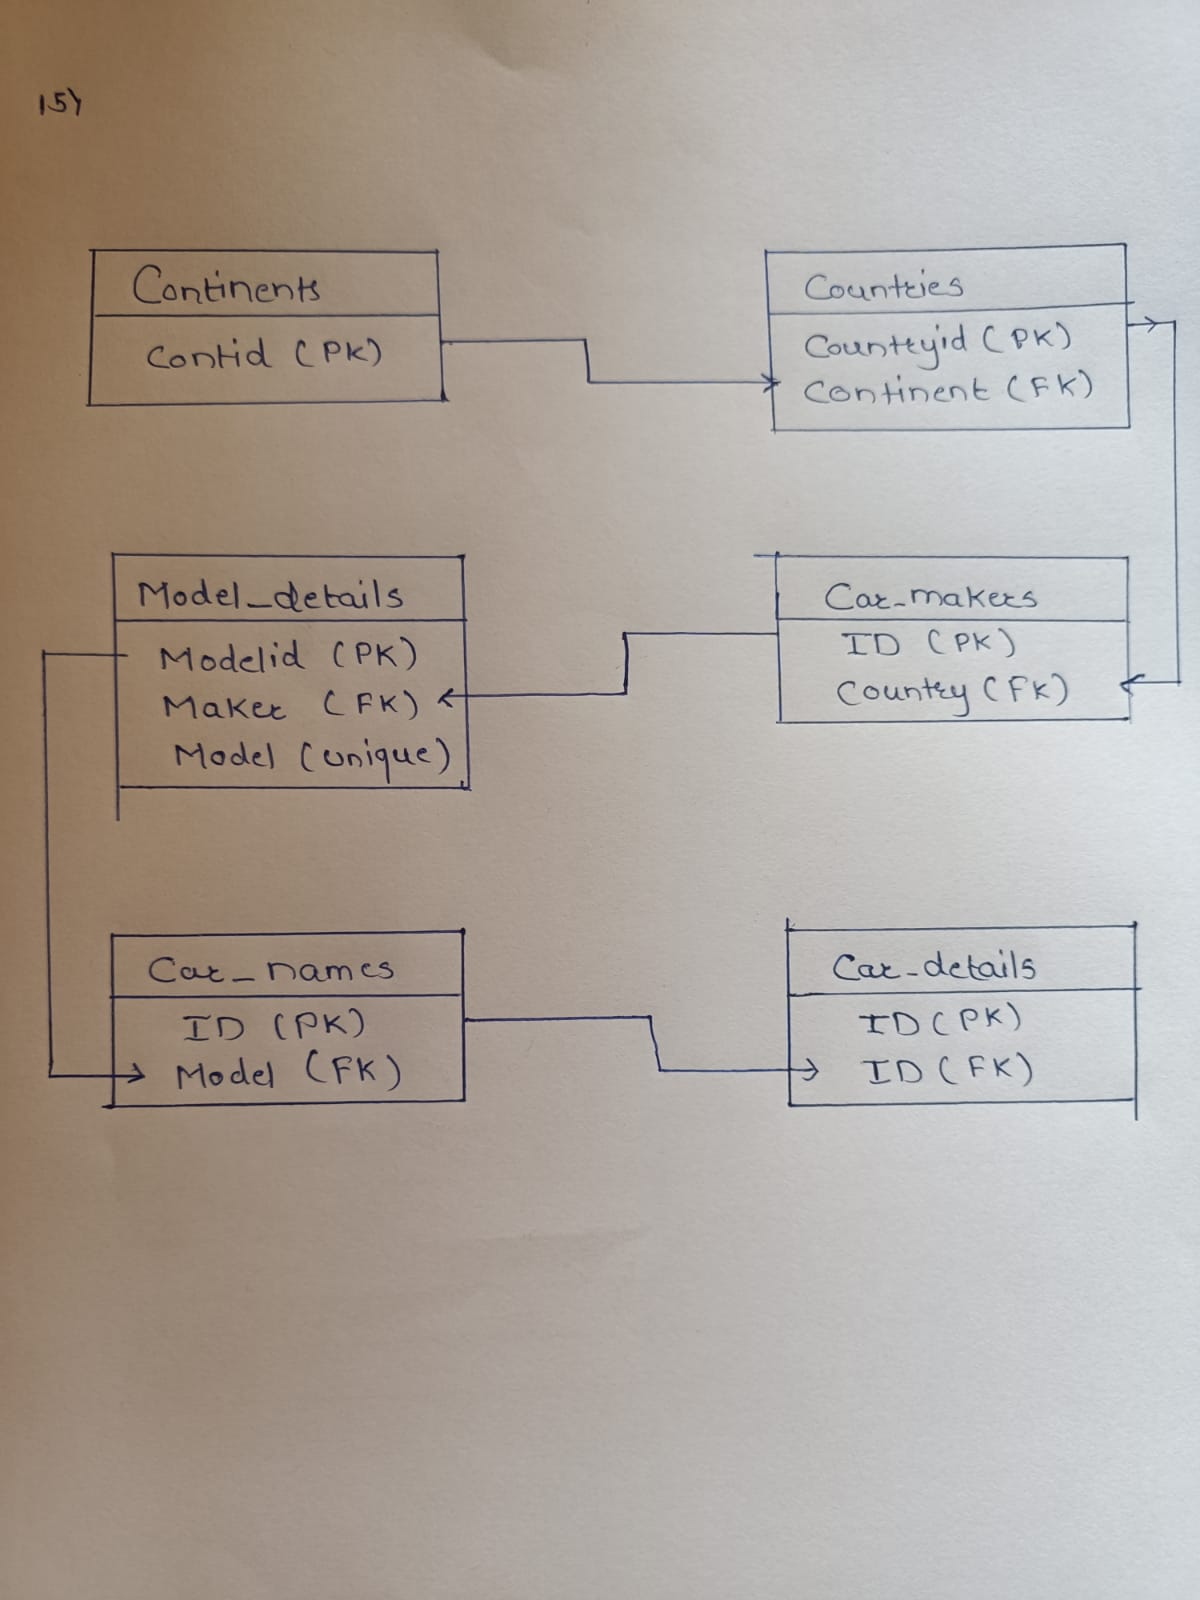 15)
Continents
Contid (PK)
Countries
Countryid (PK)
Continent (FK)
Model_details
Modelid (PK)
Maker (FK)
Model (unique)
Car_makers
ID (PK)
Country (FK)
Car_names
ID (PK)
Model (FK)
Car_details
ID (PK)
ID (FK)